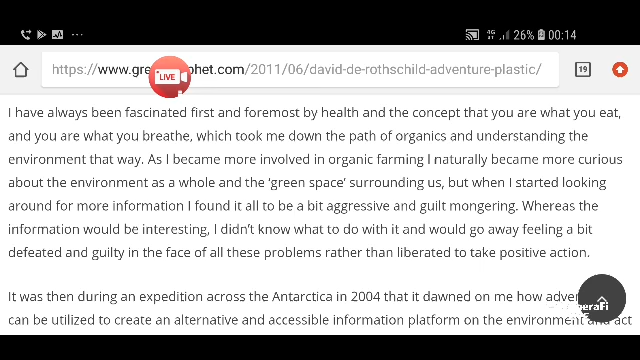 4G 26% 00:14
https://www.gree phet.com/2011/06/david-de-rothschild-adventure-plastic/
LIVE
19
I have always been fascinated first and foremost by health and the concept that you are what you eat,
and you are what you breathe, which took me down the path of organics and understanding the
environment that way. As I became more involved in organic farming I naturally became more curious
about the environment as a whole and the ‘green space’ surrounding us, but when I started looking
around for more information I found it all to be a bit aggressive and guilt mongering. Whereas the
information would be interesting, I didn’t know what to do with it and would go away feeling a bit
defeated and guilty in the face of all these problems rather than liberated to take positive action.
It was then during an expedition across the Antarctica in 2004 that it dawned on me how
can be utilized to create an alternative and accessible information platform on the environment and act